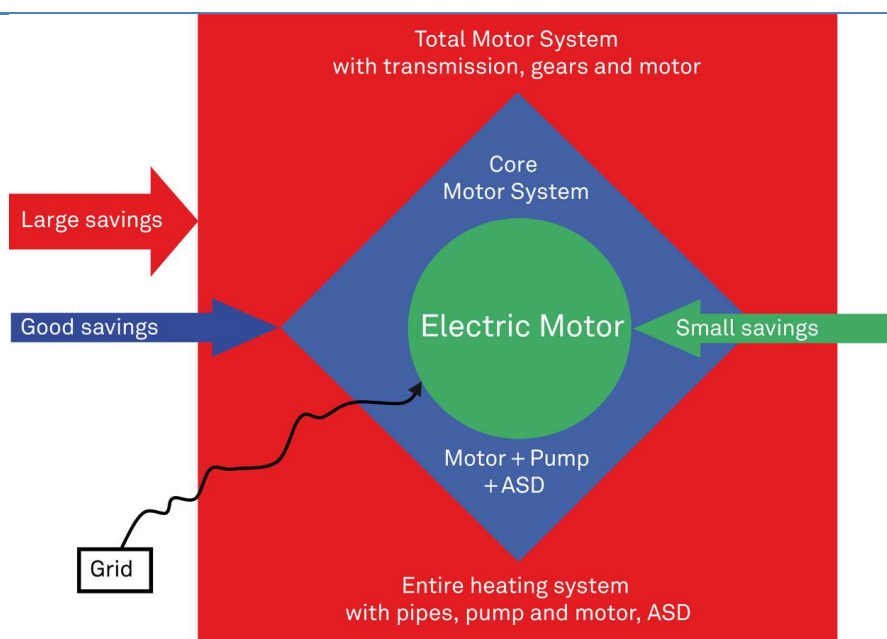 Total Motor System
with transmission, gears and motor
Core
Motor System
Large savings
Good savings
Electric Motor
Small savings
Motor + Pump
+ ASD
Grid
Entire heating system
with pipes, pump and motor, ASD